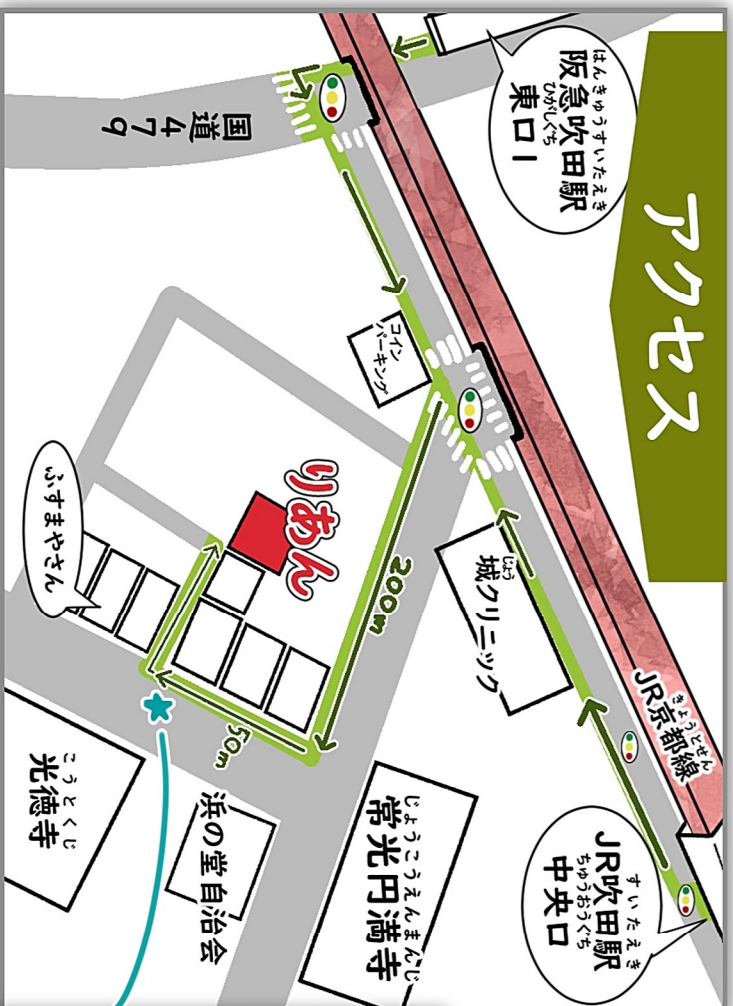 アクセス
はんきゅうすいたえき
阪急吹田駅
ひがしぐち
東口1
国道479
コイン
パーキング
りあん
ふすまやさん
200m
50m
じょう
城クリニック
きょうとせん
JR京都線
すいたえき
JR吹田駅
ちゅうおうぐち
中央口
じょうこうえんまんじ
常光円満寺
浜の堂自治会
こうとくじ
光徳寺